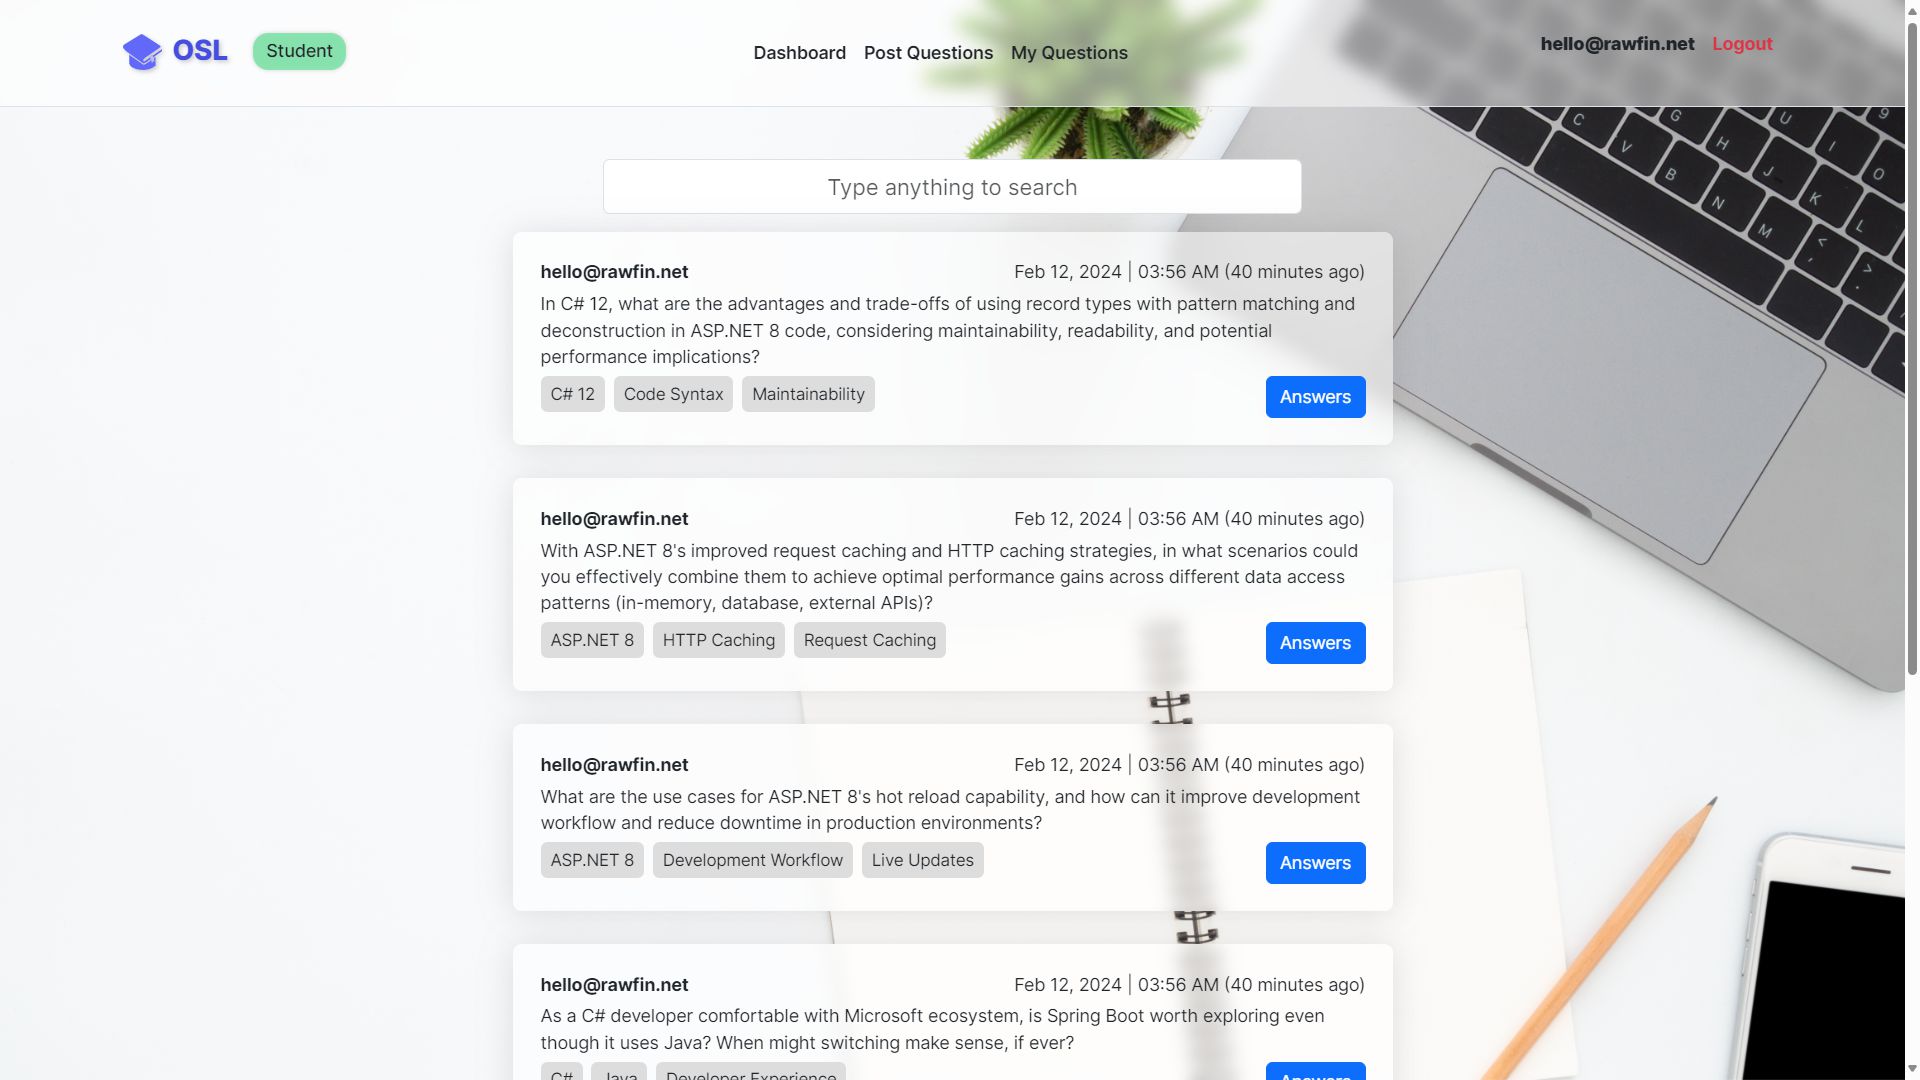 OSL
Student
Dashboard Post Questions My Questions
hello@rawfin.net Logout
Type anything to search
hello@rawfin.net Feb 12, 2024 | 03:56 AM (40 minutes ago)
In C# 12, what are the advantages and trade-offs of using record types with pattern matching and
deconstruction in ASP.NET 8 code, considering maintainability, readability, and potential
performance implications?
C# 12 Code Syntax Maintainability Answers
hello@rawfin.net Feb 12, 2024 | 03:56 AM (40 minutes ago)
With ASP.NET 8's improved request caching and HTTP caching strategies, in what scenarios could
you effectively combine them to achieve optimal performance gains across different data access
patterns (in-memory, database, external APIs)?
ASP.NET 8 HTTP Caching Request Caching Answers
hello@rawfin.net Feb 12, 2024 | 03:56 AM (40 minutes ago)
What are the use cases for ASP.NET 8's hot reload capability, and how can it improve development
workflow and reduce downtime in production environments?
ASP.NET 8 Development Workflow Live Updates Answers
hello@rawfin.net Feb 12, 2024 | 03:56 AM (40 minutes ago)
As a C# developer comfortable with Microsoft ecosystem, is Spring Boot worth exploring even
though it uses Java? When might switching make sense, if ever?
C# Java Developer Experience Answers